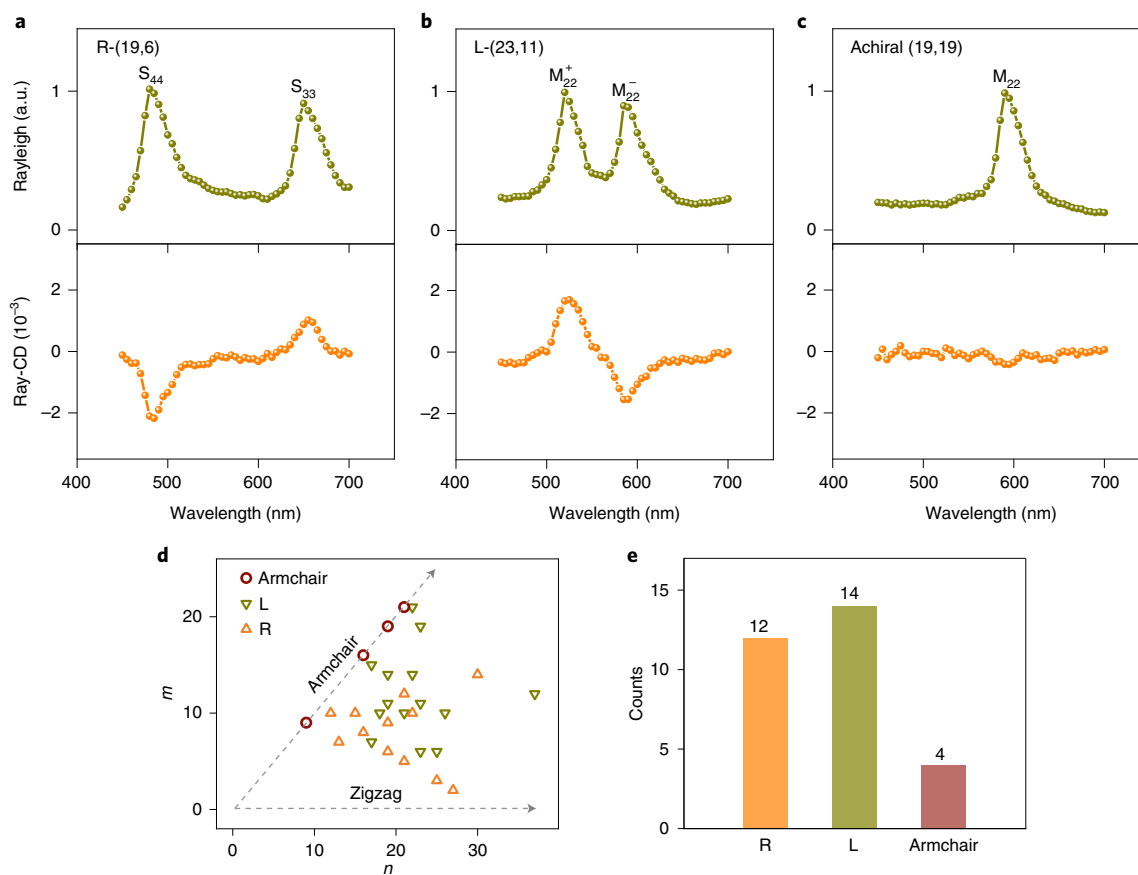 a
R-(19,6)
S44
S33
1
0
Rayleigh (a.u.)
2
0
–2
Ray-CD (10–3)
400
500
600
700
Wavelength (nm)
b
L-(23,11)
M22+
M22–
1
0
2
0
–2
400
500
600
700
Wavelength (nm)
c
Achiral (19,19)
M22
1
0
2
0
–2
400
500
600
700
Wavelength (nm)
d
Armchair
L
R
Armchair
Zigzag
20
10
0
m
0
10
20
30
n
e
15
10
5
0
Counts
12
14
4
R
L
Armchair